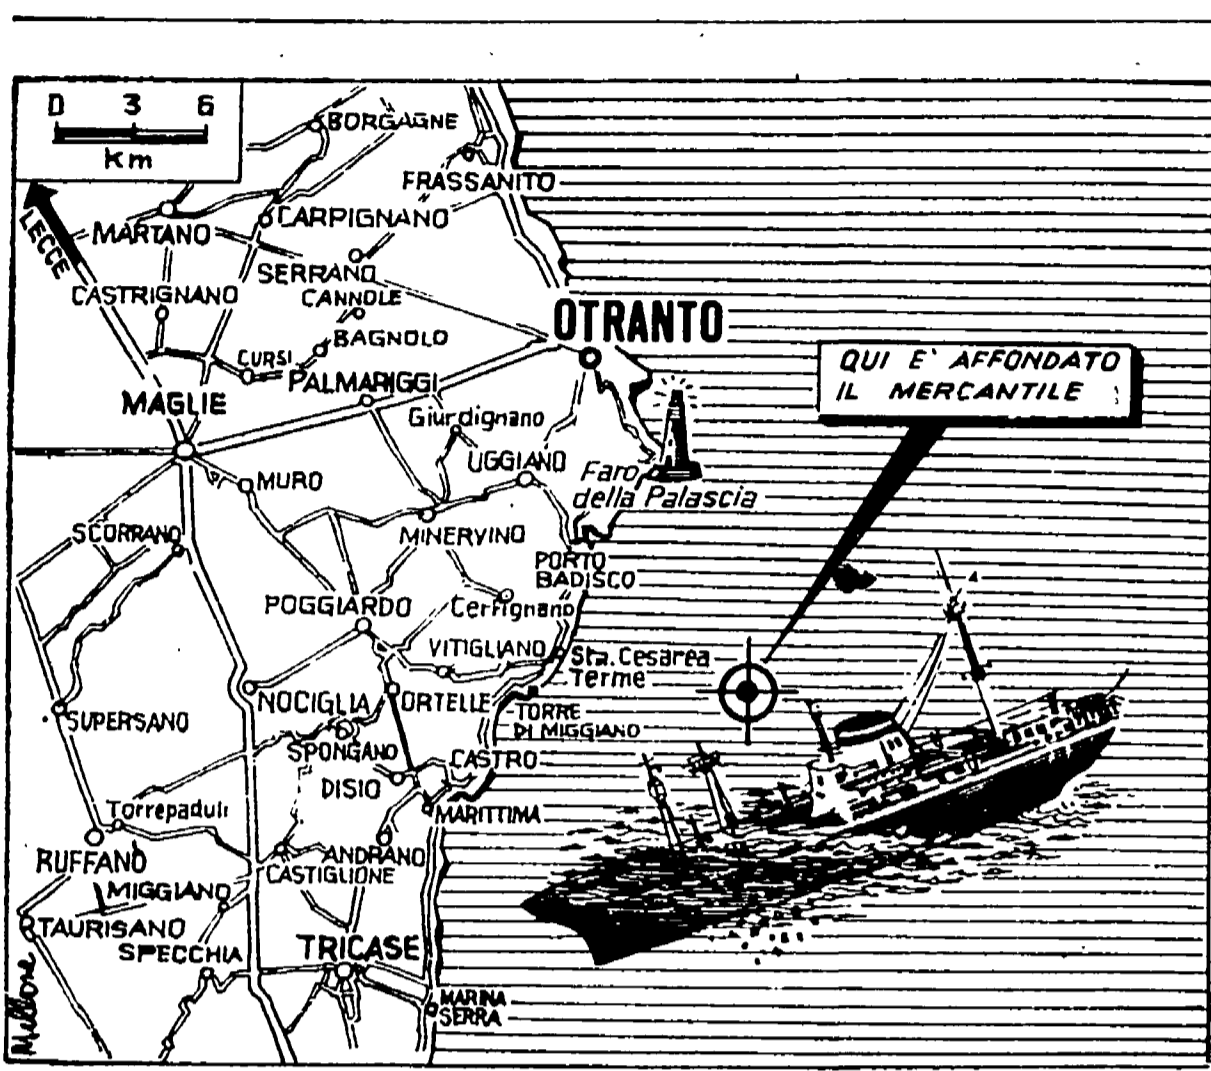 0 3 6
Km
LECCE
BORGAGNE
FRASSANITO
MARTANO
CARPIGNANO
SERRANO
CASTRIGNANO
CANNOLE
BAGNOLO
CURSI
OTRANTO
PALMARIGGI
MAGLIE
QUI E' AFFONDATO
IL MERCANTILE
Giurdignano
UGGIANO
MURO
Faro
della Palascia
SCORRANO
MINERVINO
PORTO
BADISCO
POGGIARDO
Cerfignano
VITIGLIANO
Sta. Cesarea
Terme
NOCIGLIA
ORTELLE
SUPERSANO
TORRE
DI MIGGIANO
SPONGANO
CASTRO
DISIO
Torrepaduli
MARITTIMA
RUFFANO
ANDRANO
CASTIGLIONE
MIGGIANO
TAURISANO
SPECCHIA
TRICASE
MARINA
SERRA
Millone